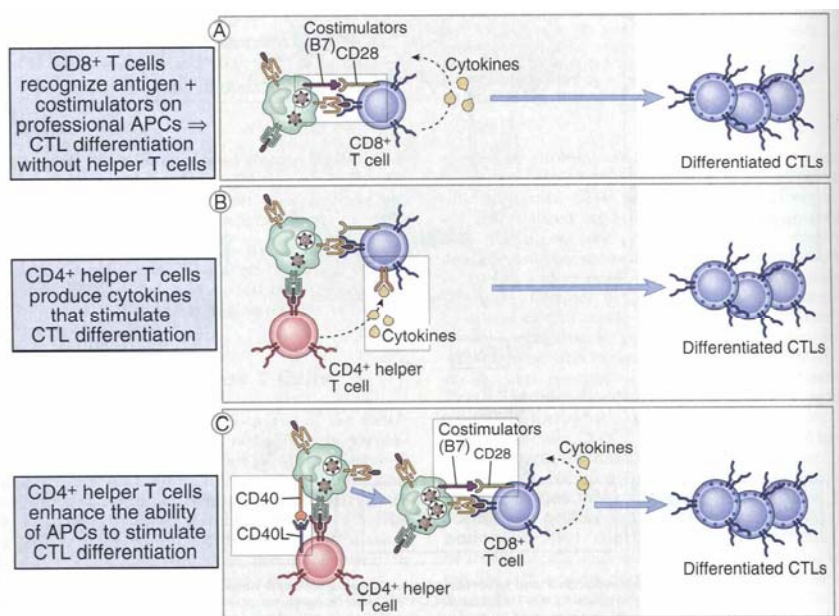 A
CD8+ T cells
recognize antigen +
costimulators on
professional APCs ⇒
CTL differentiation
without helper T cells
Costimulators
(B7) CD28
Cytokines
CD8+
T cell
Differentiated CTLs
B
CD4+ helper T cells
produce cytokines
that stimulate
CTL differentiation
Cytokines
CD4+ helper
T cell
Differentiated CTLs
C
CD4+ helper T cells
enhance the ability
of APCs to stimulate
CTL differentiation
CD40
CD40L
CD4+ helper
T cell
Costimulators
(B7) CD28
Cytokines
CD8+
T cell
Differentiated CTLs